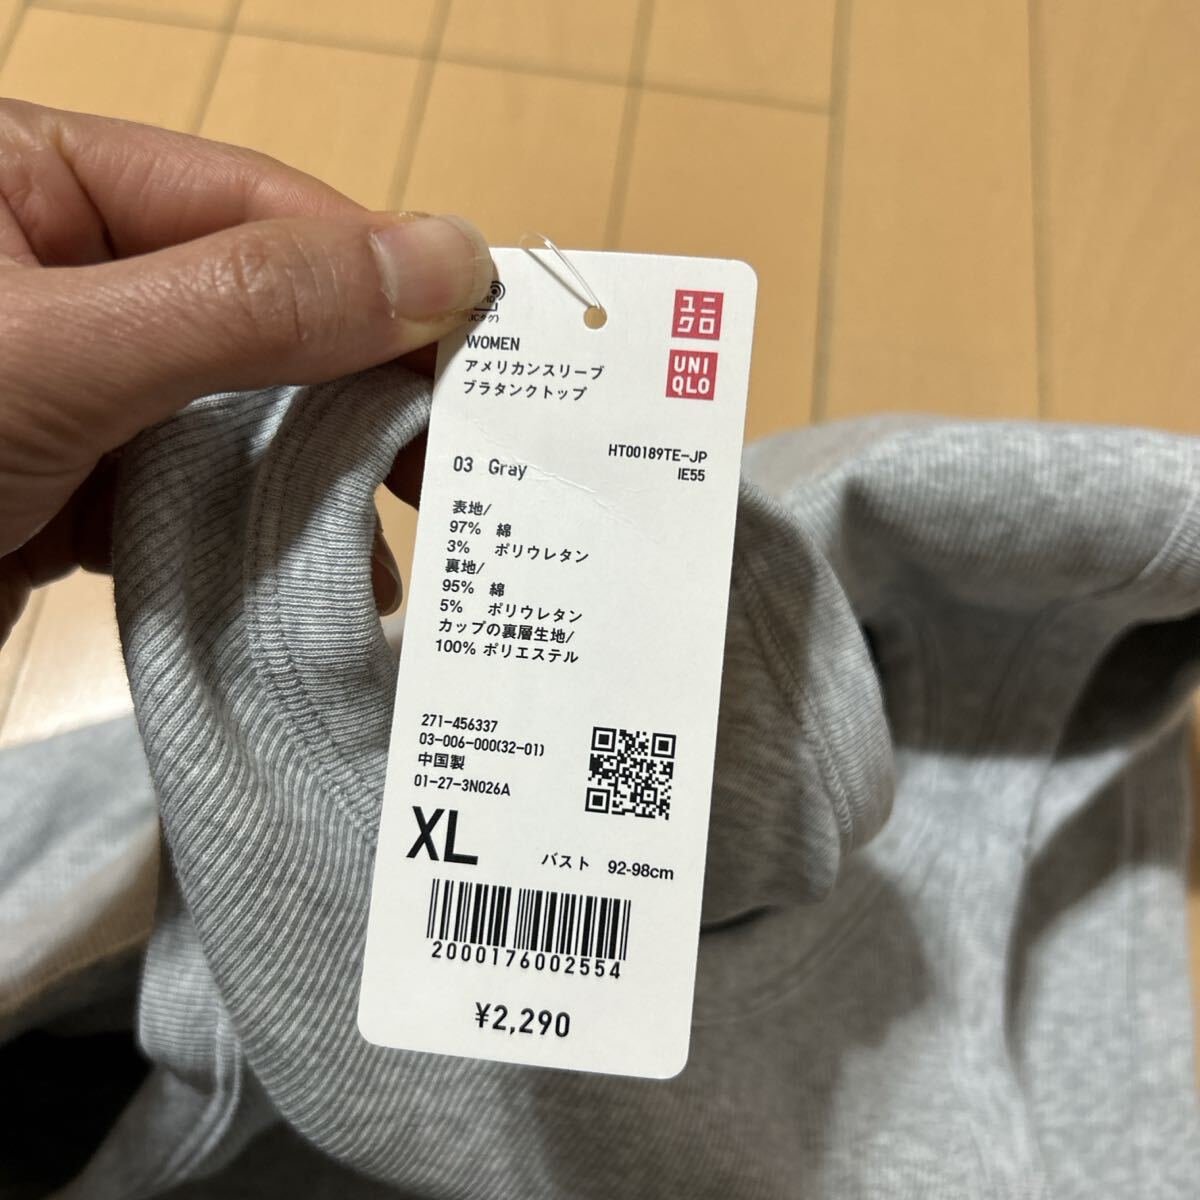 ユニ
クロ
UNI
QLO
(ICタグ)
WOMEN
アメリカンスリーブ
ブラタンクトップ
HT00189TE-JP
IE55
03 Gray
表地/
97% 綿
3% ポリウレタン
裏地/
95% 綿
5% ポリウレタン
カップの裏層生地/
100% ポリエステル
271-456337
03-006-000(32-01)
中国製
01-27-3N026A
XL
バスト 92-98cm
2000176002554
¥2,290